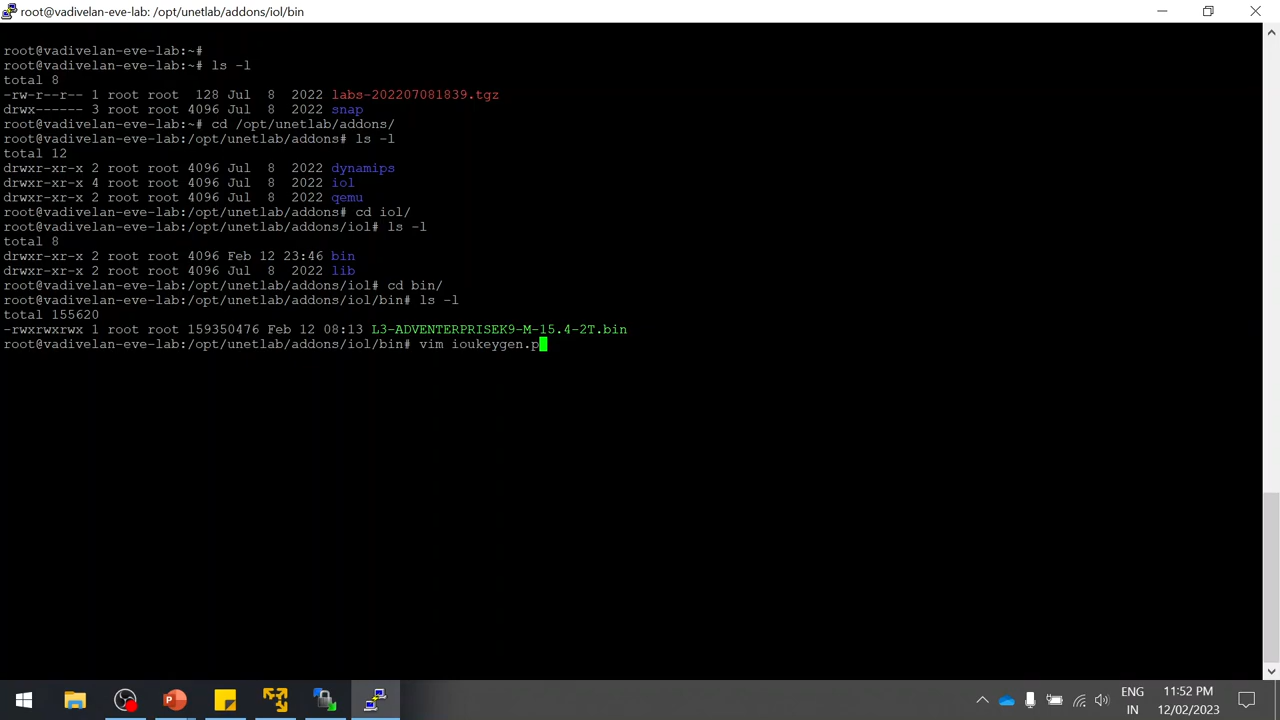 root@vadivelan-eve-lab: /opt/unetlab/addons/iol/bin
root@vadivelan-eve-lab:~#
root@vadivelan-eve-lab:~# ls -l
total 8
-rw-r--r-- 1 root root  128 Jul  8  2022 labs-202207081839.tgz
drwx------ 3 root root 4096 Jul  8  2022 snap
root@vadivelan-eve-lab:~# cd /opt/unetlab/addons/
root@vadivelan-eve-lab:/opt/unetlab/addons# ls -l
total 12
drwxr-xr-x 2 root root 4096 Jul  8  2022 dynamips
drwxr-xr-x 4 root root 4096 Jul  8  2022 iol
drwxr-xr-x 2 root root 4096 Jul  8  2022 qemu
root@vadivelan-eve-lab:/opt/unetlab/addons# cd iol/
root@vadivelan-eve-lab:/opt/unetlab/addons/iol# ls -l
total 8
drwxr-xr-x 2 root root 4096 Feb 12 23:46 bin
drwxr-xr-x 2 root root 4096 Jul  8  2022 lib
root@vadivelan-eve-lab:/opt/unetlab/addons/iol# cd bin/
root@vadivelan-eve-lab:/opt/unetlab/addons/iol/bin# ls -l
total 155620
-rwxrwxrwx 1 root root 159350476 Feb 12 08:13 L3-ADVENTERPRISEK9-M-15.4-2T.bin
root@vadivelan-eve-lab:/opt/unetlab/addons/iol/bin# vim ioukeygen.p
ENG
IN
11:52 PM
12/02/2023